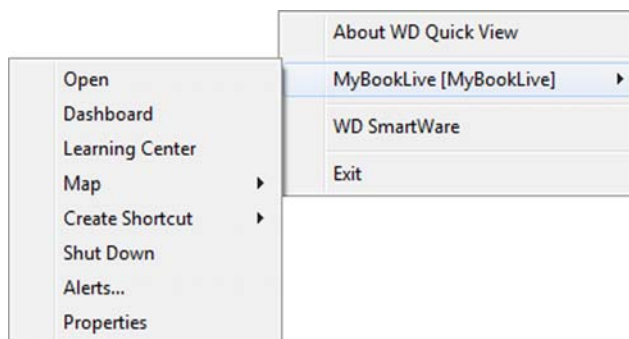 About WD Quick View
MyBookLive [MyBookLive]
WD SmartWare
Exit
Open
Dashboard
Learning Center
Map
Create Shortcut
Shut Down
Alerts...
Properties